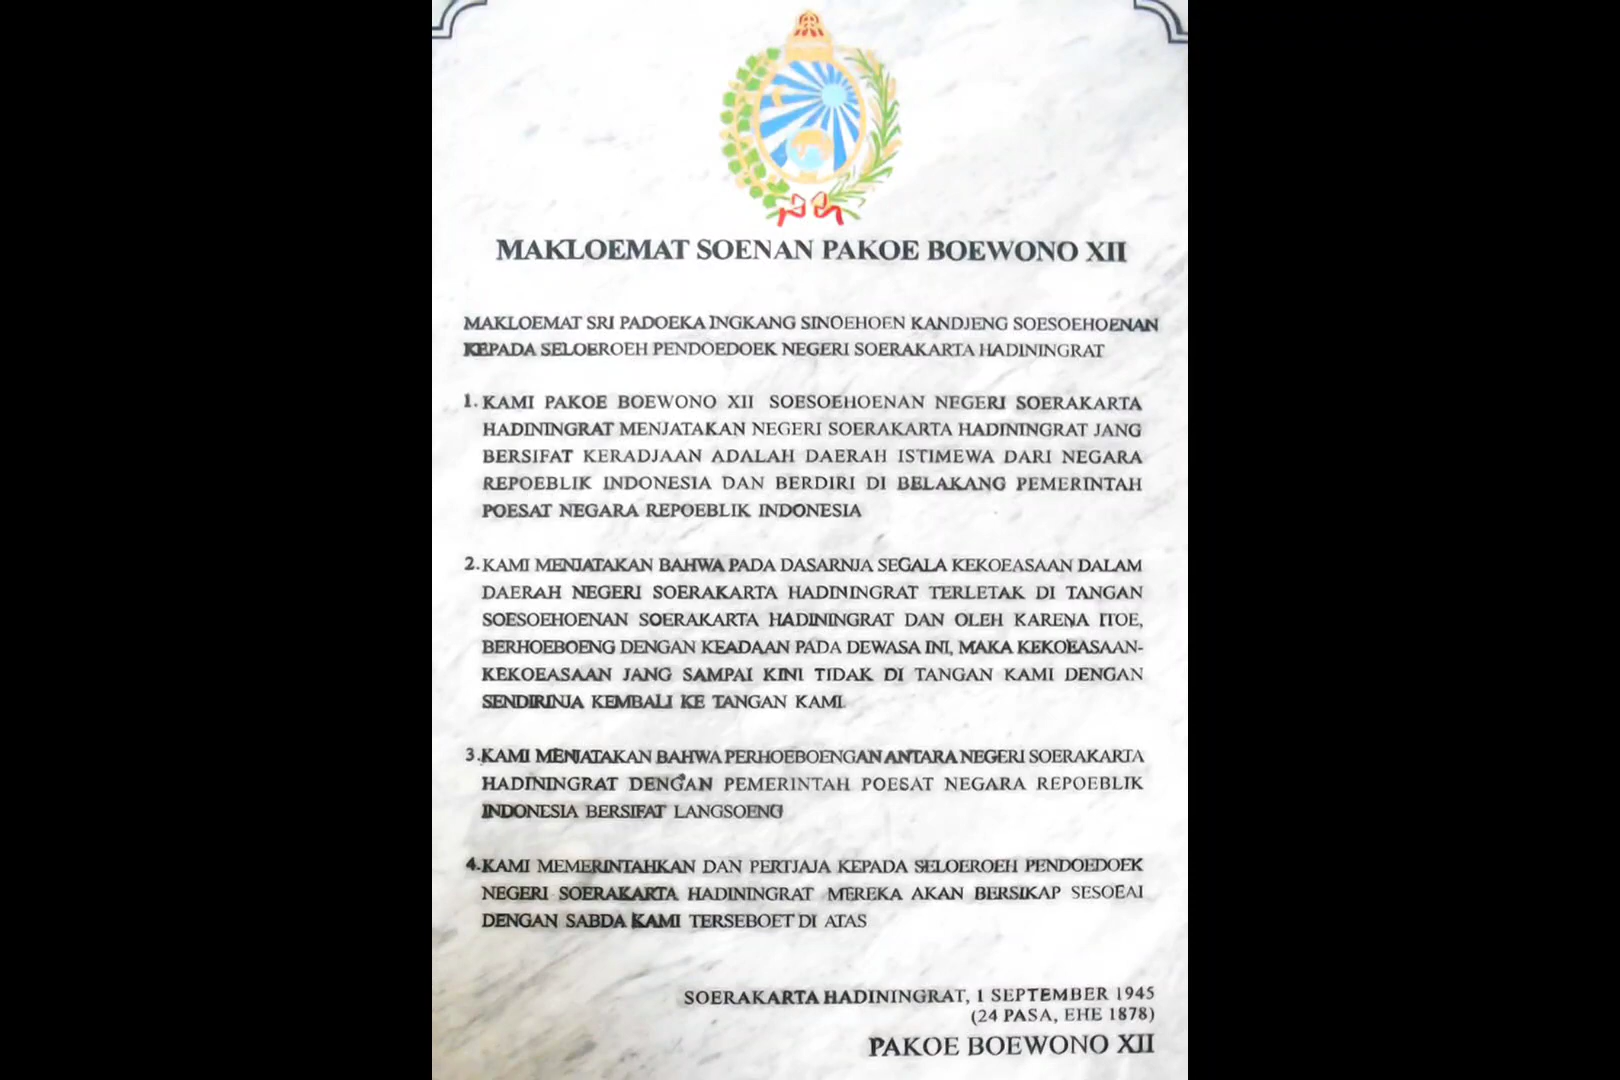 MAKLOEMAT SOENAN PAKOE BOEWONO XII
MAKLOEMAT SRI PADOEKA INGKANG SINOEHOEN KANDJENG SOESOEHOENAN
KEPADA SELOEROEH PENDOEDOEK NEGERI SOERAKARTA HADININGRAT
1. KAMI PAKOE BOEWONO XII SOESOEHOENAN NEGERI SOERAKARTA
HADININGRAT MENJATAKAN NEGERI SOERAKARTA HADININGRAT JANG
BERSIFAT KERADJAAN ADALAH DAERAH ISTIMEWA DARI NEGARA
REPOEBLIK INDONESIA DAN BERDIRI DI BELAKANG PEMERINTAH
POESAT NEGARA REPOEBLIK INDONESIA
2. KAMI MENJATAKAN BAHWA PADA DASARNJA SEGALA KEKOEASAAN DALAM
DAERAH NEGERI SOERAKARTA HADININGRAT TERLETAK DI TANGAN
SOESOEHOENAN SOERAKARTA HADININGRAT DAN OLEH KARENA ITOE,
BERHOEBOENG DENGAN KEADAAN PADA DEWASA INI, MAKA KEKOEASAAN-
KEKOEASAAN JANG SAMPAI KINI TIDAK DI TANGAN KAMI DENGAN
SENDIRINJA KEMBALI KE TANGAN KAMI.
3. KAMI MENJATAKAN BAHWA PERHOEBOENGAN ANTARA NEGERI SOERAKARTA
HADININGRAT DENGAN PEMERINTAH POESAT NEGARA REPOEBLIK
INDONESIA BERSIFAT LANGSOENG
4. KAMI MEMERINTAHKAN DAN PERTJAJA KEPADA SELOEROEH PENDOEDOEK
NEGERI SOERAKARTA HADININGRAT MEREKA AKAN BERSIKAP SESOEAI
DENGAN SABDA KAMI TERSEBOET DI ATAS
SOERAKARTA HADININGRAT, 1 SEPTEMBER 1945
(24 PASA, EHE 1878)
PAKOE BOEWONO XII